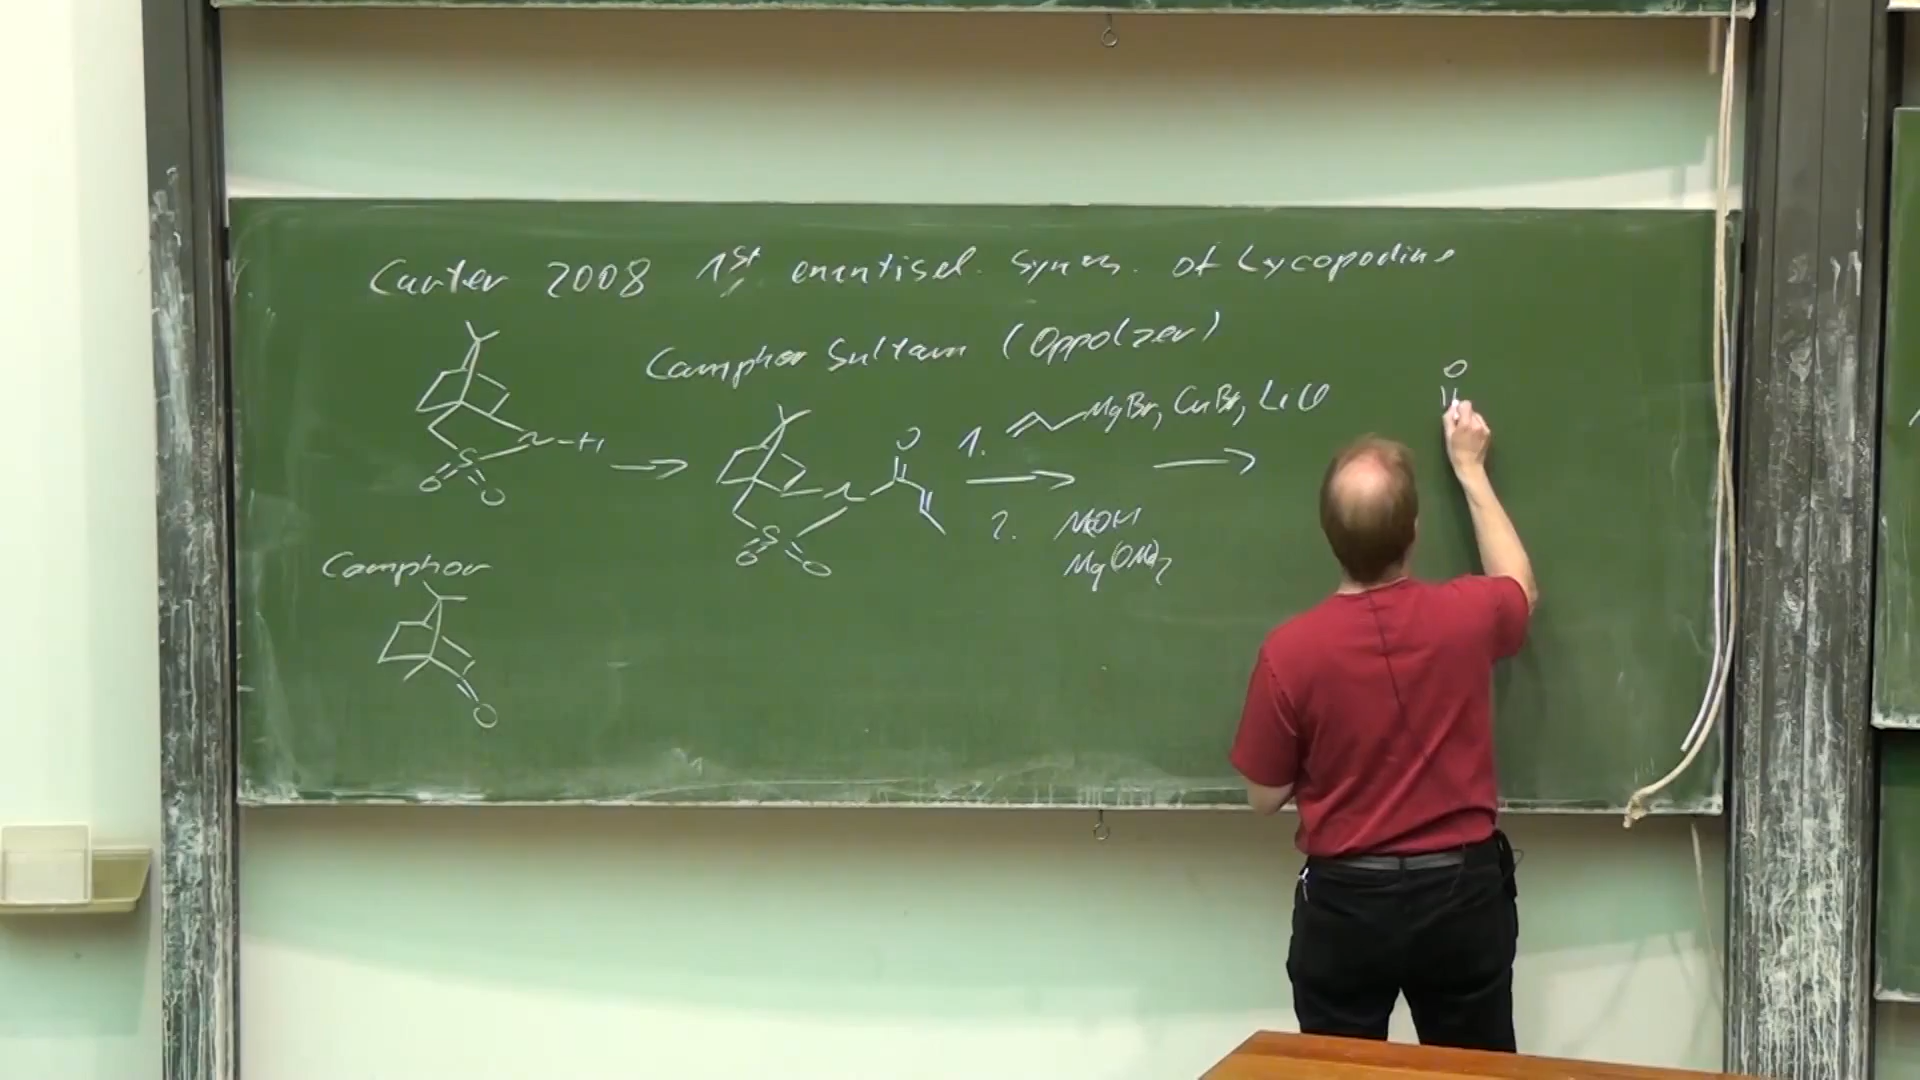 Carter 2008 1st enantisel. synth. of Lycopodine
Camphor Sultam (Oppolzer)
N-H
S
O O
O
1. MgBr, CuBr, LiCl
N
S
O O
2. MeOH
Mg(OMe)2
O
Camphor
O